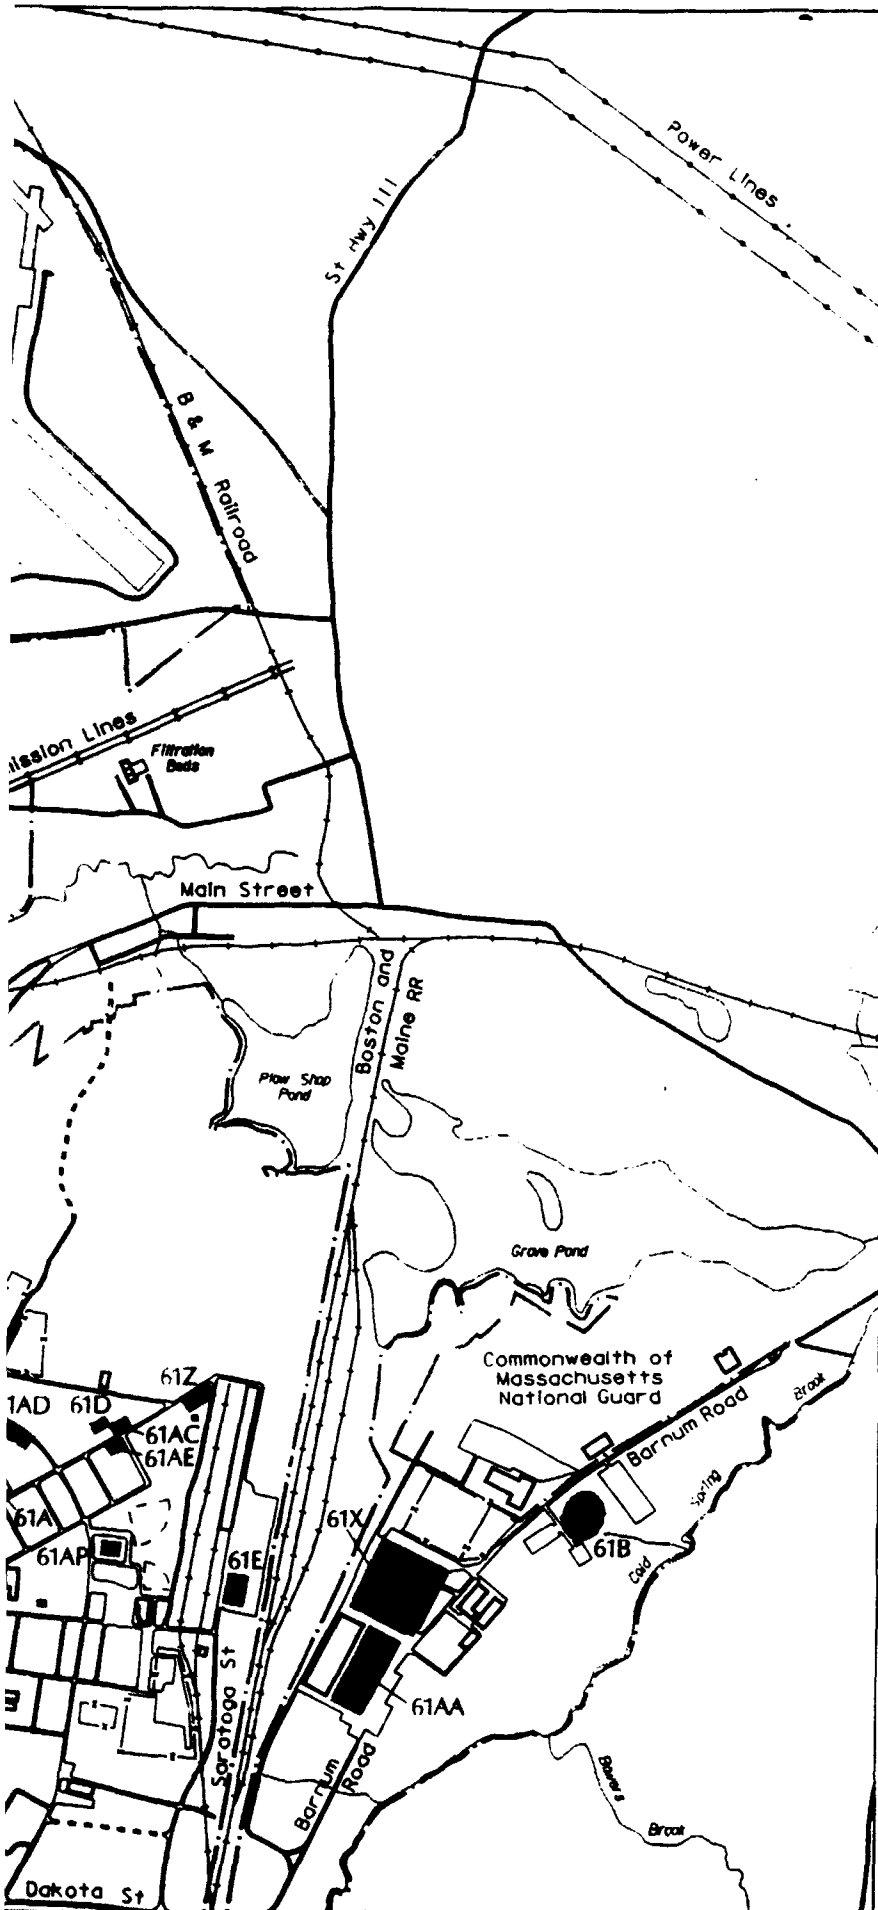 Power Lines
St Hwy 111
B & M Railroad
mission Lines
Filtration
Beds
Main Street
Boston and
Maine RR
Plow Shop
Pond
Grove Pond
Commonwealth of
Massachusetts
National Guard
61Z
1AD
61D
61AC
61AE
61A
61AP
61E
61X
61B
61AA
Barnum Road
Cold
Spring
Brook
Saratoga St
Barnum
Road
Bowers
Brook
Dakota St